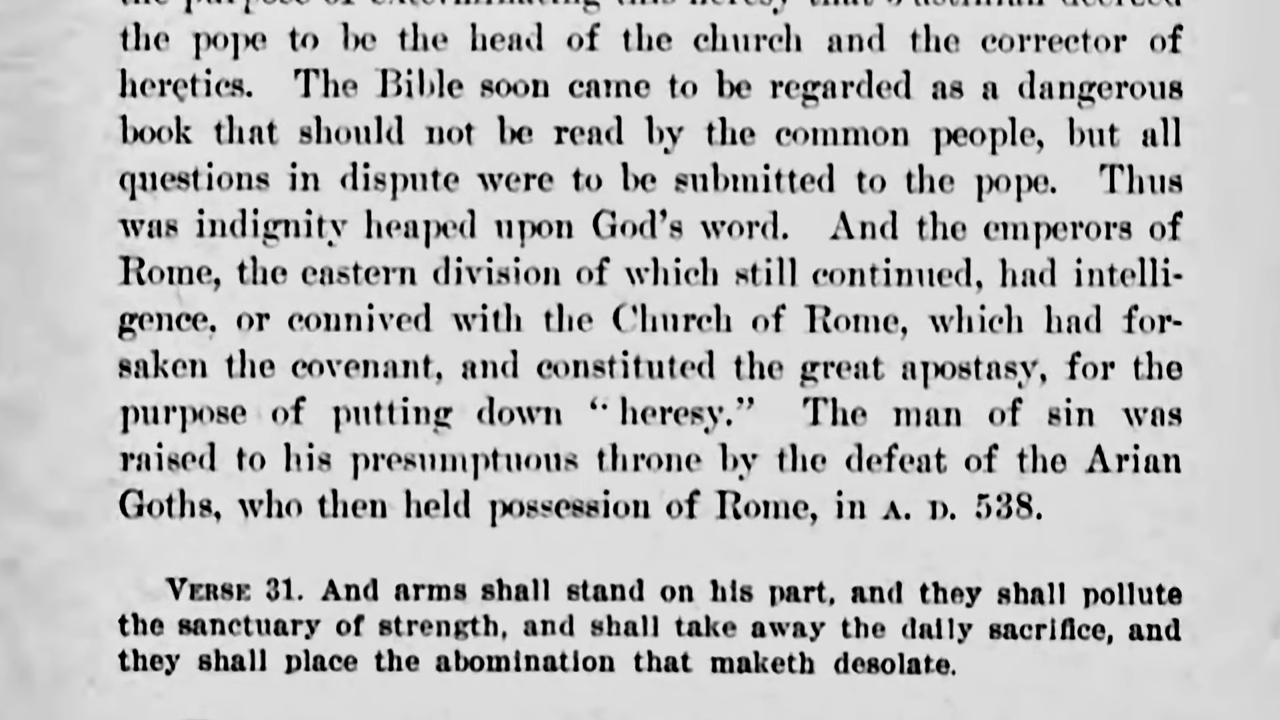 the pope to be the head of the church and the corrector of
heretics. The Bible soon came to be regarded as a dangerous
book that should not be read by the common people, but all
questions in dispute were to be submitted to the pope. Thus
was indignity heaped upon God's word. And the emperors of
Rome, the eastern division of which still continued, had intelli-
gence, or connived with the Church of Rome, which had for-
saken the covenant, and constituted the great apostasy, for the
purpose of putting down “heresy.” The man of sin was
raised to his presumptuous throne by the defeat of the Arian
Goths, who then held possession of Rome, in A. D. 538.
VERSE 31. And arms shall stand on his part, and they shall pollute
the sanctuary of strength, and shall take away the daily sacrifice, and
they shall place the abomination that maketh desolate.